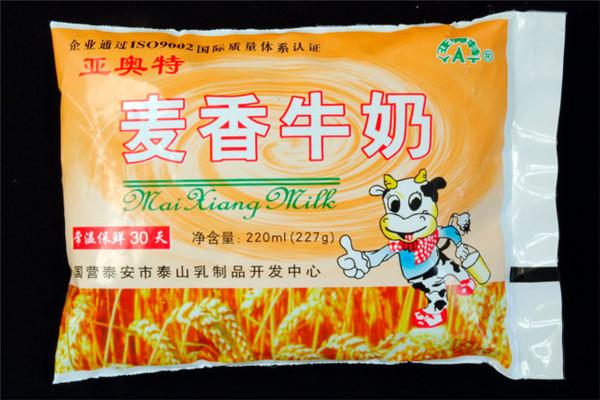 企业通过ISO9002国际质量体系认证
亚奥特
A ®
麦香牛奶
Mai Xiang Milk
常温保鲜30天
净含量: 220ml(227g)
国营泰安市泰山乳制品开发中心